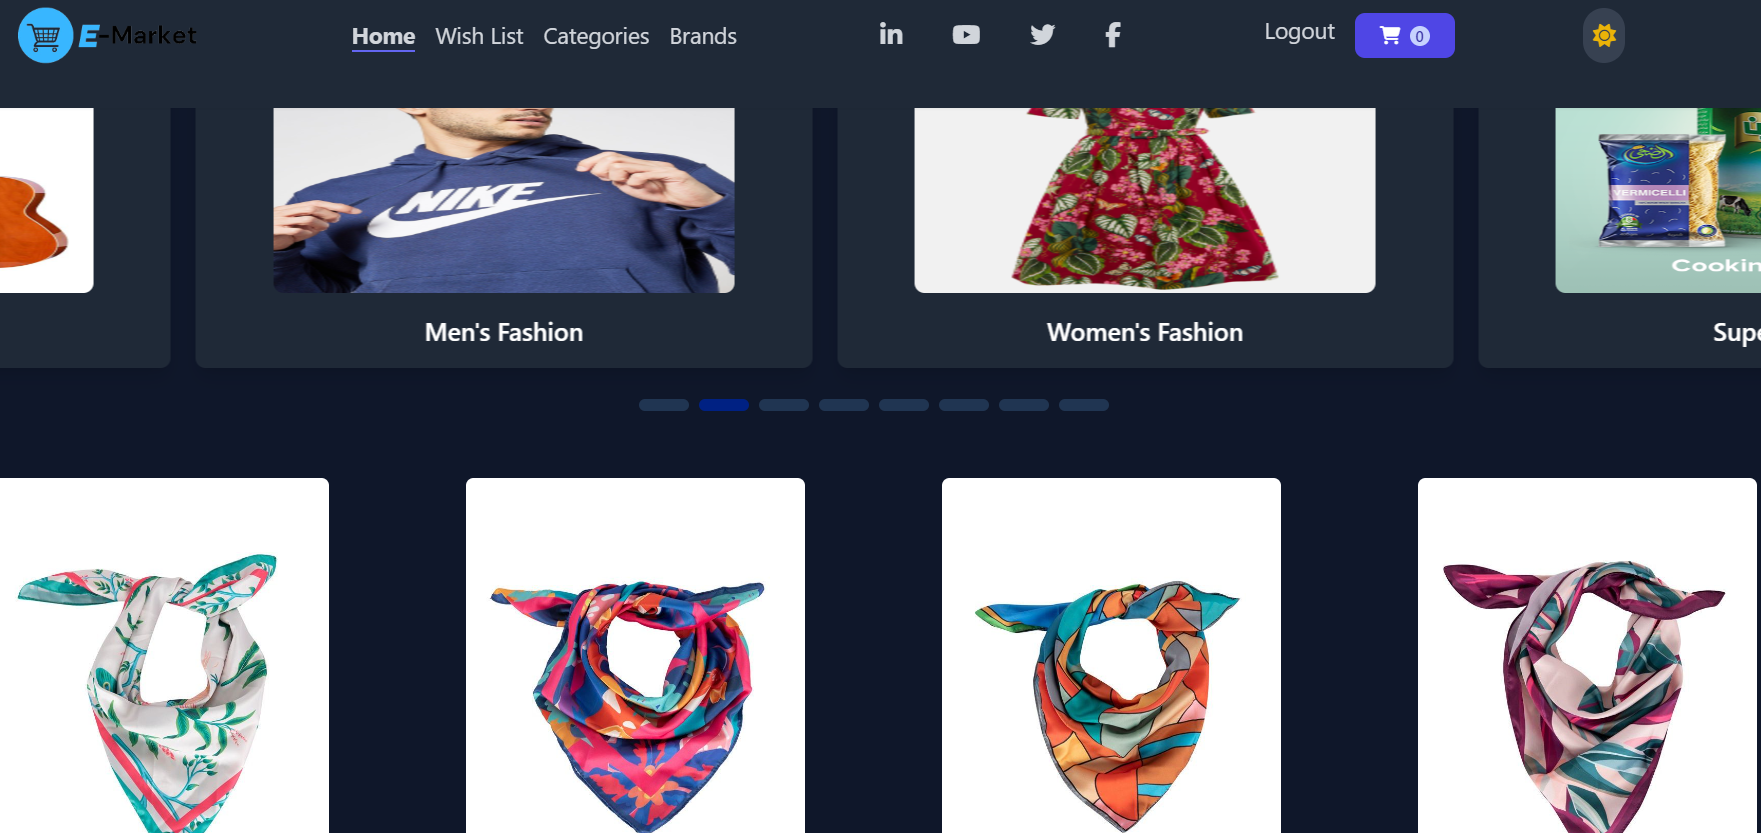 E-Market
Home Wish List Categories Brands
Logout
0
NIKE
VERMICELLI
Cookin
Men's Fashion
Women's Fashion
Supe